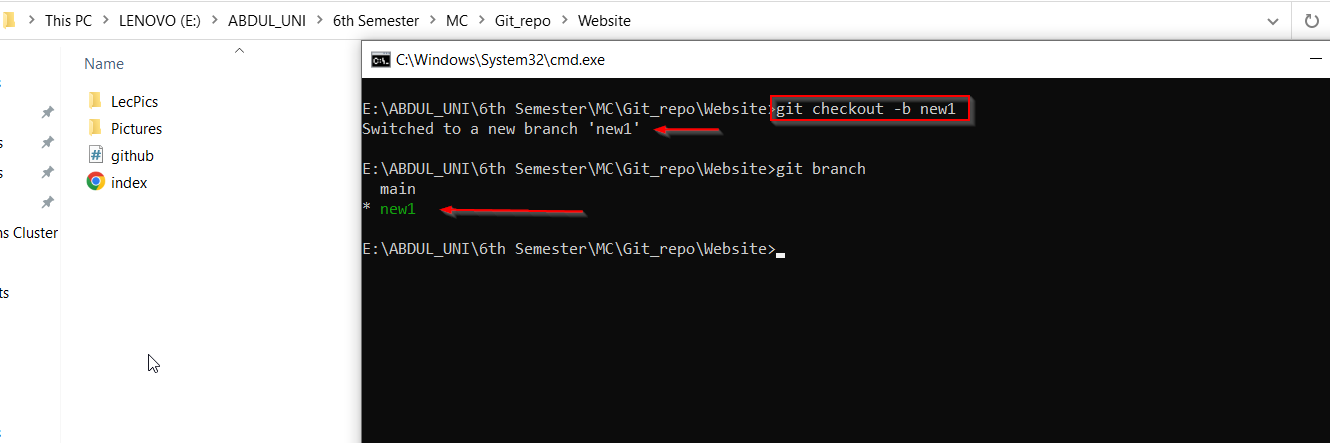 This PC > LENOVO (E:) > ABDUL_UNI > 6th Semester > MC > Git_repo > Website
Name
LecPics
Pictures
github
index
ns Cluster
ts
C:\Windows\System32\cmd.exe
E:\ABDUL_UNI\6th Semester\MC\Git_repo\Website>git checkout -b new1
Switched to a new branch 'new1'
E:\ABDUL_UNI\6th Semester\MC\Git_repo\Website>git branch
main
* new1
E:\ABDUL_UNI\6th Semester\MC\Git_repo\Website>